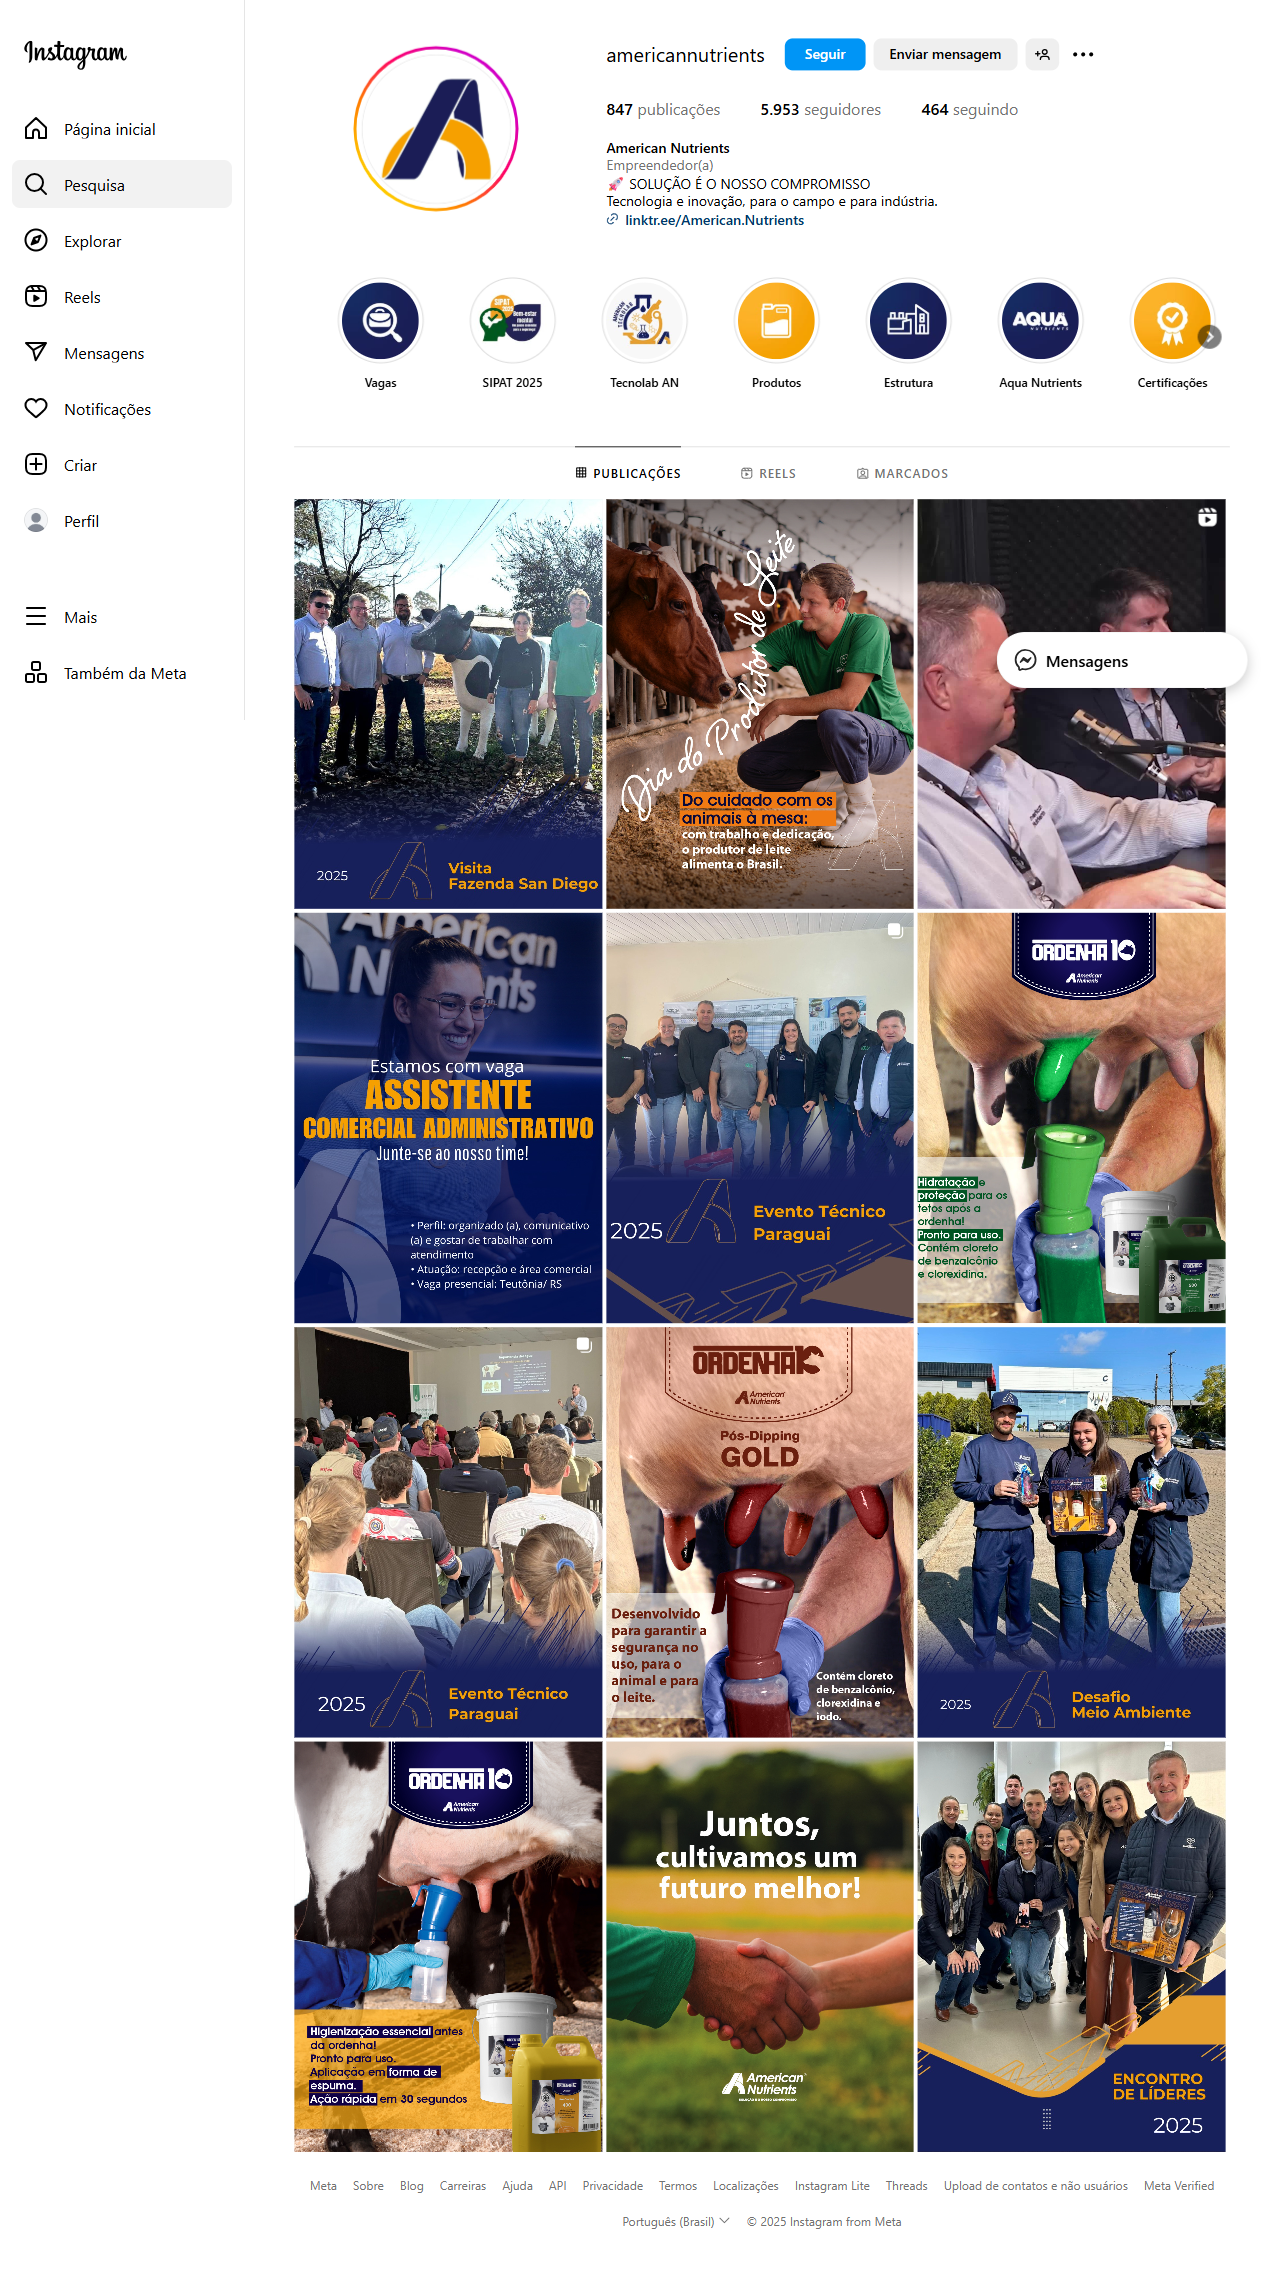 Instagram
Página inicial
Pesquisa
Explorar
Reels
Mensagens
Notificações
Criar
Perfil
Mais
Também da Meta
americannutrients
Seguir
Enviar mensagem
847 publicações
5.953 seguidores
464 seguindo
American Nutrients
Empreendedor(a)
🚀 SOLUÇÃO É O NOSSO COMPROMISSO
Tecnologia e inovação, para o campo e para indústria.
linktr.ee/American.Nutrients
SIPAT
2025
AQUA
NUTRIENTS
Vagas
SIPAT 2025
Tecnolab AN
Produtos
Estrutura
Aqua Nutrients
Certificações
PUBLICAÇÕES
REELS
MARCADOS
2025
Visita
Fazenda San Diego
Dia do Produtor de Leite
Do cuidado com os
animais à mesa:
com trabalho e dedicação,
o produtor de leite
alimenta o Brasil.
Mensagens
American
Nutrients
Estamos com vaga
ASSISTENTE
COMERCIAL ADMINISTRATIVO
Junte-se ao nosso time!
• Perfil: organizado (a), comunicativo
(a) e gostar de trabalhar com
atendimento
• Atuação: recepção e área comercial
• Vaga presencial: Teutônia/ RS
2025
Evento Técnico
Paraguai
ORDENHA 10
American
Nutrients
Hidratação e
proteção para os
tetos após a
ordenha!
Pronto para uso.
Contém cloreto
de benzalcônio
e clorexidina.
2025
Evento Técnico
Paraguai
ORDENHA 10
American
Nutrients
Pós-Dipping
GOLD
Desenvolvido
para garantir a
segurança no
uso, para o
animal e para
o leite.
Contém cloreto
de benzalcônio,
clorexidina e
iodo.
2025
Desafio
Meio Ambiente
ORDENHA 10
American
Nutrients
Higienização essencial antes
da ordenha!
Pronto para uso.
Aplicação em forma de
espuma.
Ação rápida em 30 segundos
Juntos,
cultivamos um
futuro melhor!
American
Nutrients
ENCONTRO
DE LÍDERES
2025
Meta
Sobre
Blog
Carreiras
Ajuda
API
Privacidade
Termos
Localizações
Instagram Lite
Threads
Upload de contatos e não usuários
Meta Verified
Português (Brasil)
© 2025 Instagram from Meta